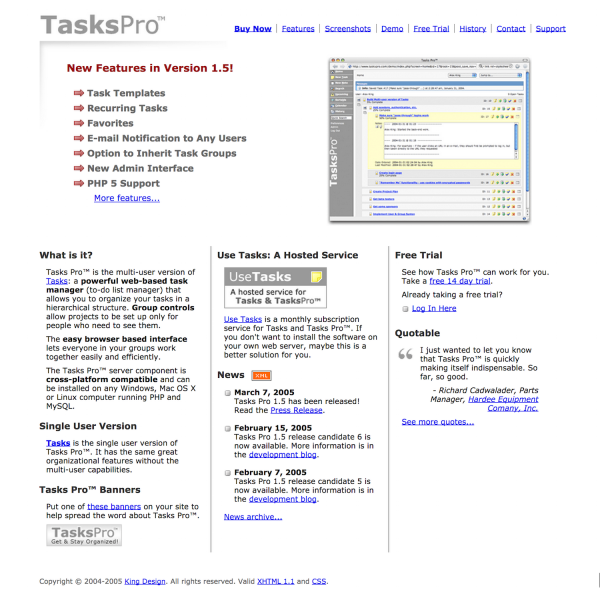 TasksPro™
Buy Now | Features | Screenshots | Demo | Free Trial | History | Contact | Support
New Features in Version 1.5!
Task Templates
Recurring Tasks
Favorites
E-mail Notification to Any Users
Option to Inherit Task Groups
New Admin Interface
PHP 5 Support
More features...
TasksPro
What is it?
Tasks Pro™ is the multi-user version of
Tasks: a powerful web-based task
manager (to-do list manager) that
allows you to organize your tasks in a
hierarchical structure. Group controls
allow projects to be set up only for
people who need to see them.
The easy browser based interface
lets everyone in your groups work
together easily and efficiently.
The Tasks Pro™ server component is
cross-platform compatible and can
be installed on any Windows, Mac OS X
or Linux computer running PHP and
MySQL.
Single User Version
Tasks is the single user version of
Tasks Pro™. It has the same great
organizational features without the
multi-user capabilities.
Tasks Pro™ Banners
Put one of these banners on your site to
help spread the word about Tasks Pro™.
TasksPro™
Get & Stay Organized!
Use Tasks: A Hosted Service
UseTasks
A hosted service for
Tasks & TasksPro™
Use Tasks is a monthly subscription
service for Tasks and Tasks Pro™. If
you don't want to install the software on
your own web server, maybe this is a
better solution for you.
News XML
March 7, 2005
Tasks Pro 1.5 has been released!
Read the Press Release.
February 15, 2005
Tasks Pro 1.5 release candidate 6 is
now available. More information is in
the development blog.
February 7, 2005
Tasks Pro 1.5 release candidate 5 is
now available. More information is in
the development blog.
News archive...
Free Trial
See how Tasks Pro™ can work for you.
Take a free 14 day trial.
Already taking a free trial?
Log In Here
Quotable
I just wanted to let you know
that Tasks Pro™ is quickly
making itself indispensable. So
far, so good.
- Richard Cadwalader, Parts
Manager, Hardee Equipment
Comany, Inc.
See more quotes...
Copyright © 2004-2005 King Design. All rights reserved. Valid XHTML 1.1 and CSS.